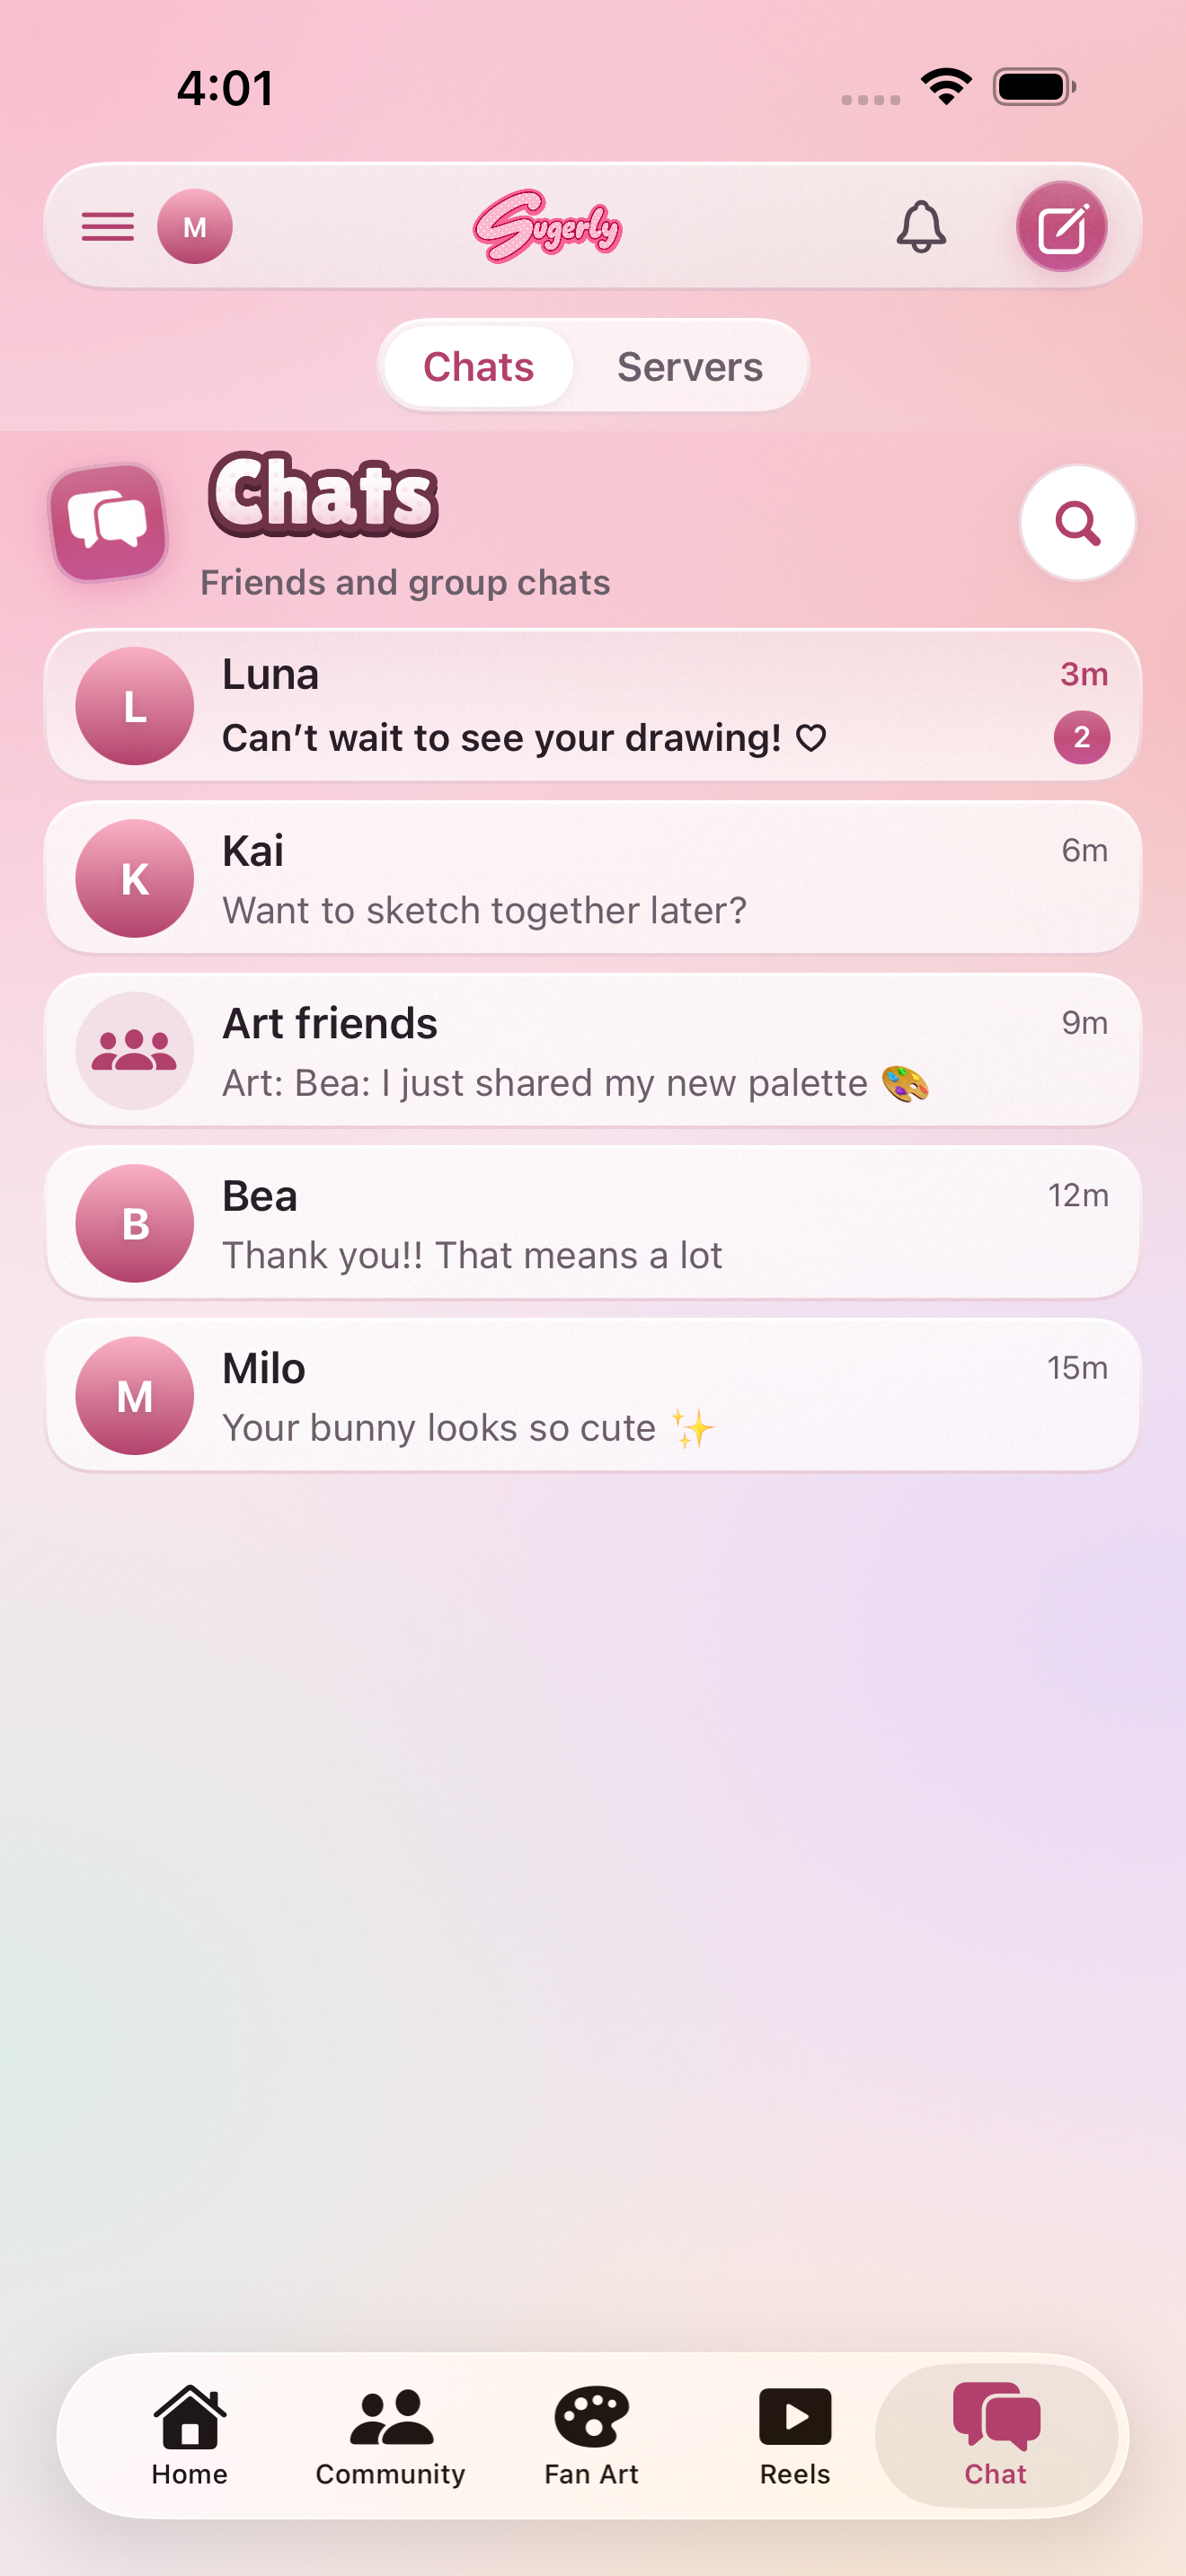 4:01
M
Sugerly
Chats
Servers
Chats
Friends and group chats
L
Luna
3m
Can’t wait to see your drawing! ♡
2
K
Kai
6m
Want to sketch together later?
Art friends
9m
Art: Bea: I just shared my new palette 🎨
B
Bea
12m
Thank you!! That means a lot
M
Milo
15m
Your bunny looks so cute ✨
Home
Community
Fan Art
Reels
Chat